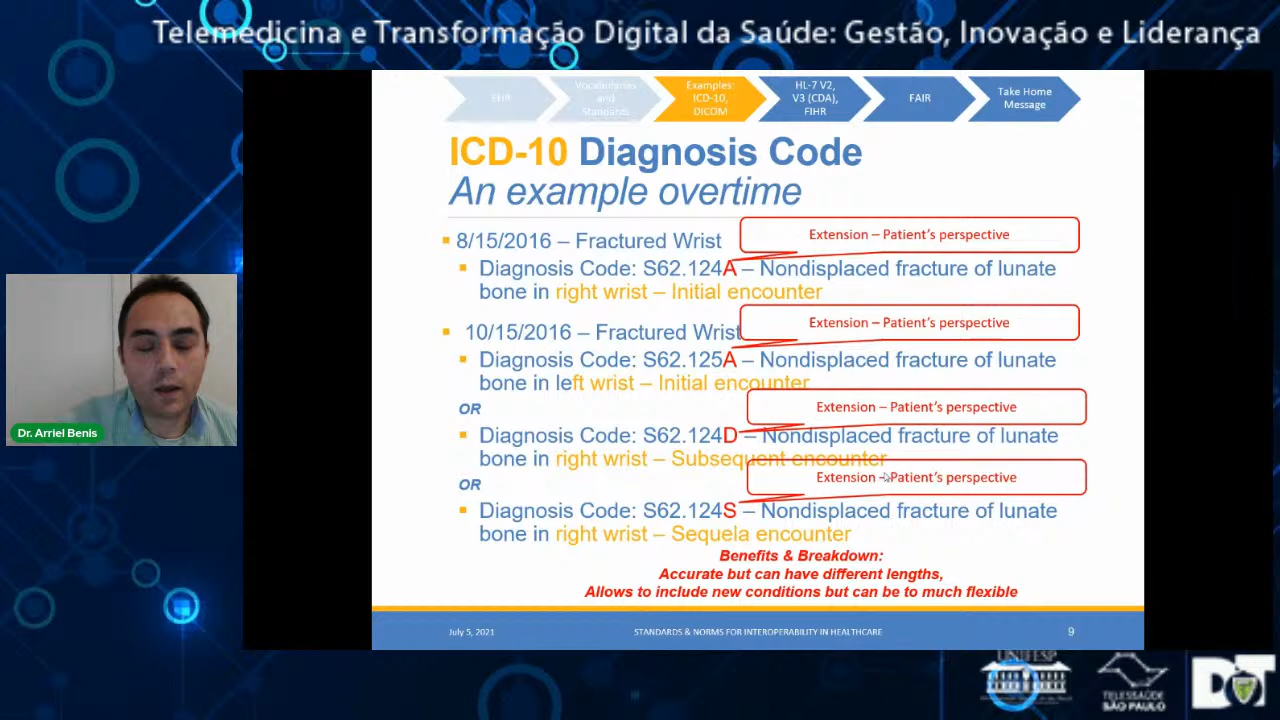 Telemedicina e Transformação Digital da Saúde: Gestão, Inovação e Liderança
EHR
Vocabularies
and
Standards
Examples:
ICD-10,
DICOM
HL-7 V2,
V3 (CDA),
FIHR
FAIR
Take Home
Message
ICD-10 Diagnosis Code
An example overtime
8/15/2016 – Fractured Wrist
Extension – Patient's perspective
Diagnosis Code: S62.124A – Nondisplaced fracture of lunate
bone in right wrist – Initial encounter
10/15/2016 – Fractured Wrist
Extension – Patient's perspective
Diagnosis Code: S62.125A – Nondisplaced fracture of lunate
bone in left wrist – Initial encounter
OR
Extension – Patient's perspective
Diagnosis Code: S62.124D – Nondisplaced fracture of lunate
bone in right wrist – Subsequent encounter
OR
Extension – Patient's perspective
Diagnosis Code: S62.124S – Nondisplaced fracture of lunate
bone in right wrist – Sequela encounter
Benefits & Breakdown:
Accurate but can have different lengths,
Allows to include new conditions but can be to much flexible
July 5, 2021
STANDARDS & NORMS FOR INTEROPERABILITY IN HEALTHCARE
9
Dr. Arriel Benis
UNIFESP
TELESSAÚDE
SÃO PAULO